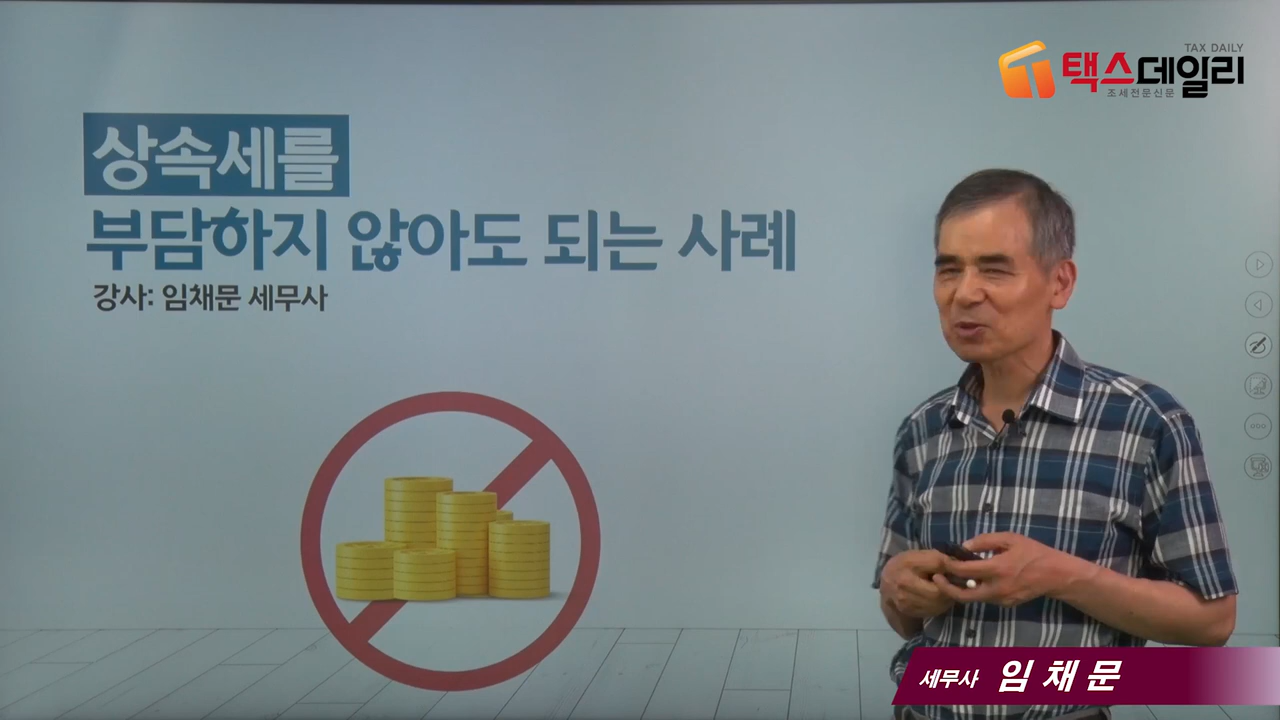 TAX DAILY
택스데일리
조세전문신문
상속세를
부담하지 않아도 되는 사례
강사: 임채문 세무사
세무사 임채문